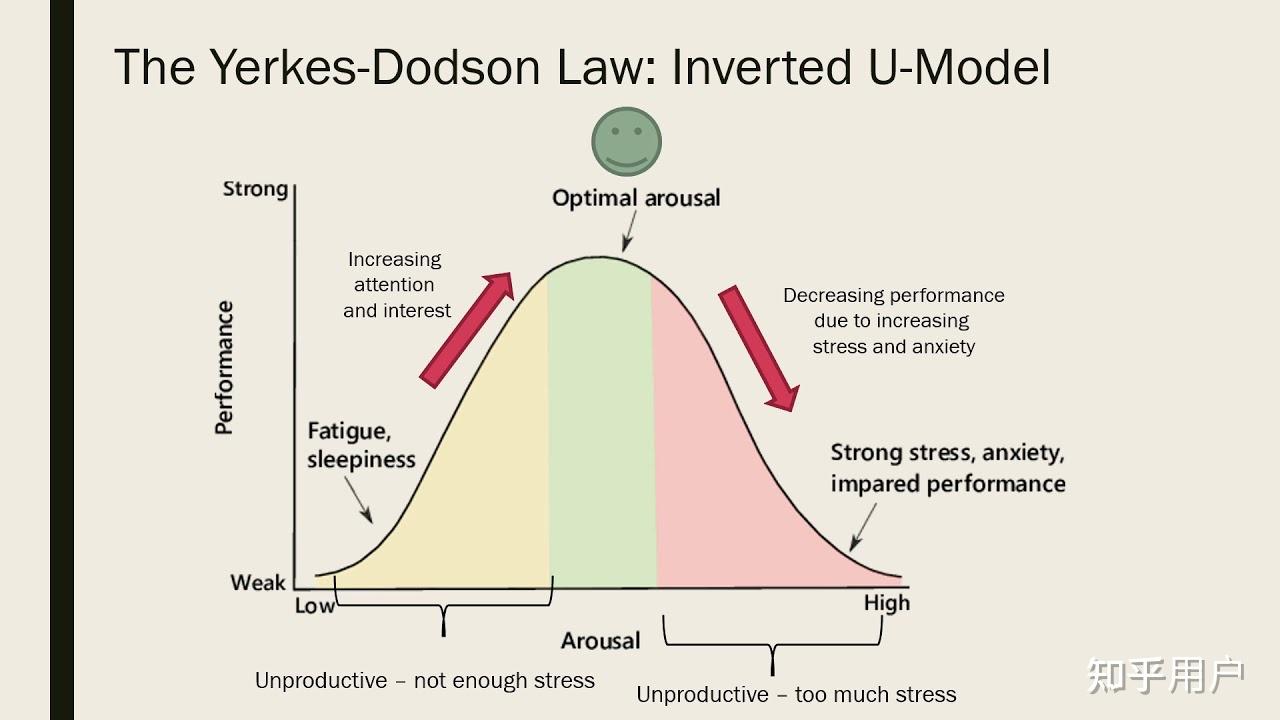 The Yerkes-Dodson Law: Inverted U-Model
Strong
Optimal arousal
Increasing
attention
and interest
Decreasing performance
due to increasing
stress and anxiety
Performance
Fatigue,
sleepiness
Strong stress, anxiety,
impared performance
Weak
Low
High
Arousal
Unproductive – not enough stress
Unproductive – too much stress
知乎用户